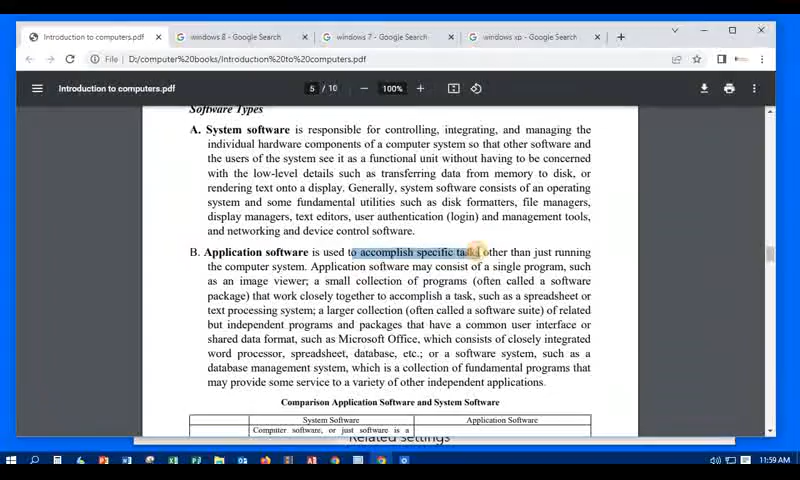 Introduction to computers.pdf
windows 8 - Google Search
windows 7 - Google Search
windows xp - Google Search
File
D:/computer%20books/Introduction%20to%20computers.pdf
Introduction to computers.pdf
5 / 10
100%
Software Types
A. System software is responsible for controlling, integrating, and managing the
individual hardware components of a computer system so that other software and
the users of the system see it as a functional unit without having to be concerned
with the low-level details such as transferring data from memory to disk, or
rendering text onto a display. Generally, system software consists of an operating
system and some fundamental utilities such as disk formatters, file managers,
display managers, text editors, user authentication (login) and management tools,
and networking and device control software.
B. Application software is used to accomplish specific tasks other than just running
the computer system. Application software may consist of a single program, such
as an image viewer; a small collection of programs (often called a software
package) that work closely together to accomplish a task, such as a spreadsheet or
text processing system; a larger collection (often called a software suite) of related
but independent programs and packages that have a common user interface or
shared data format, such as Microsoft Office, which consists of closely integrated
word processor, spreadsheet, database, etc.; or a software system, such as a
database management system, which is a collection of fundamental programs that
may provide some service to a variety of other independent applications.
Comparison Application Software and System Software
System Software
Application Software
Computer software, or just software is a
Related settings
11:59 AM